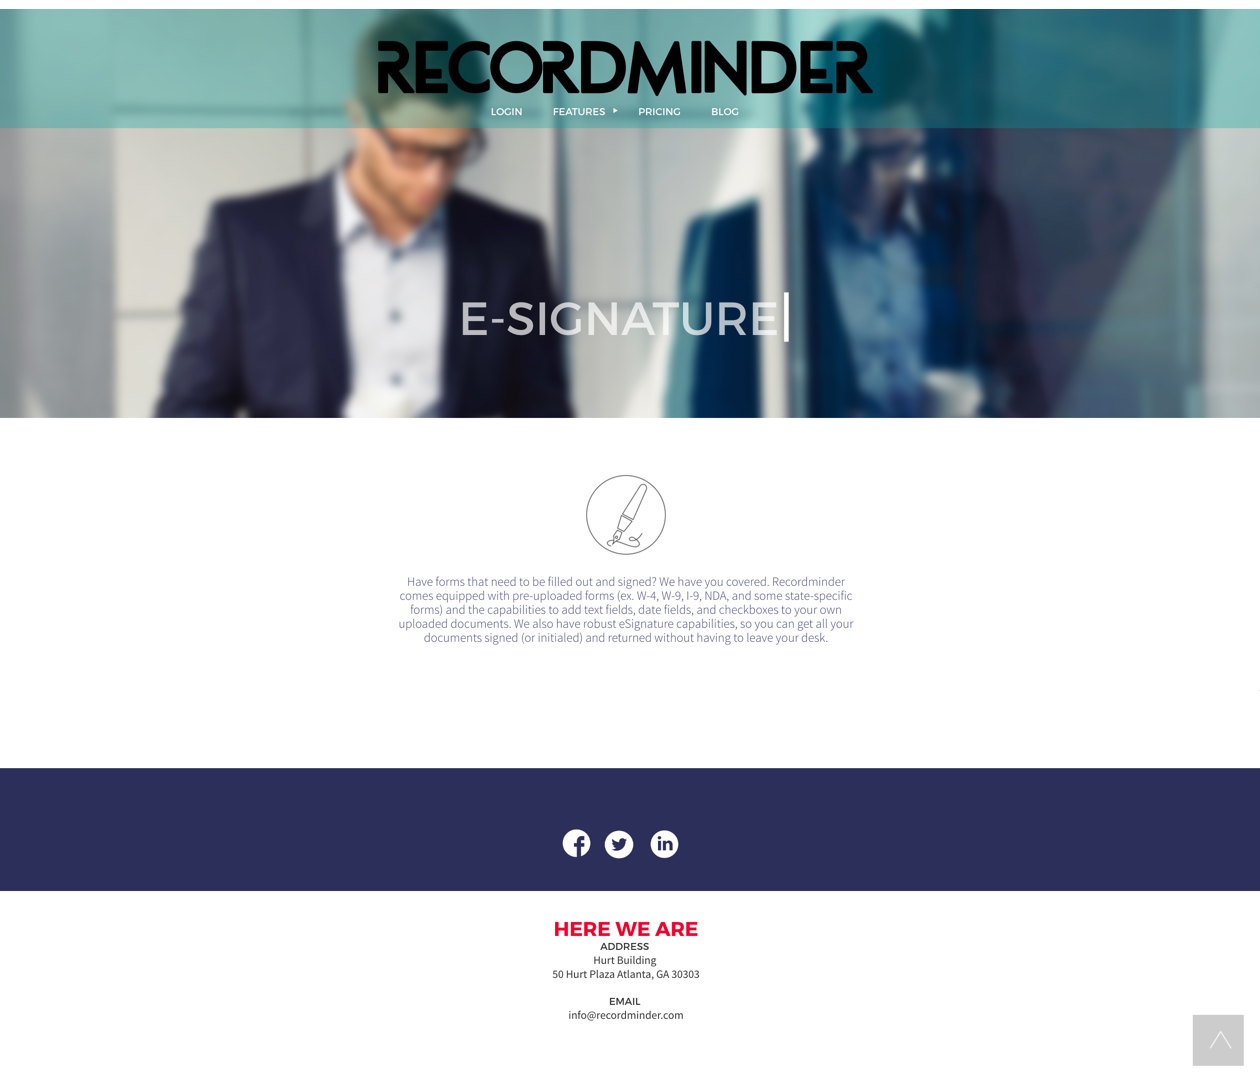 RECORDMINDER
LOGIN FEATURES PRICING BLOG
E-SIGNATURE
Have forms that need to be filled out and signed? We have you covered. Recordminder
comes equipped with pre-uploaded forms (ex. W-4, W-9, I-9, NDA, and some state-specific
forms) and the capabilities to add text fields, date fields, and checkboxes to your own
uploaded documents. We also have robust eSignature capabilities, so you can get all your
documents signed (or initialed) and returned without having to leave your desk.
HERE WE ARE
ADDRESS
Hurt Building
50 Hurt Plaza Atlanta, GA 30303
EMAIL
info@recordminder.com